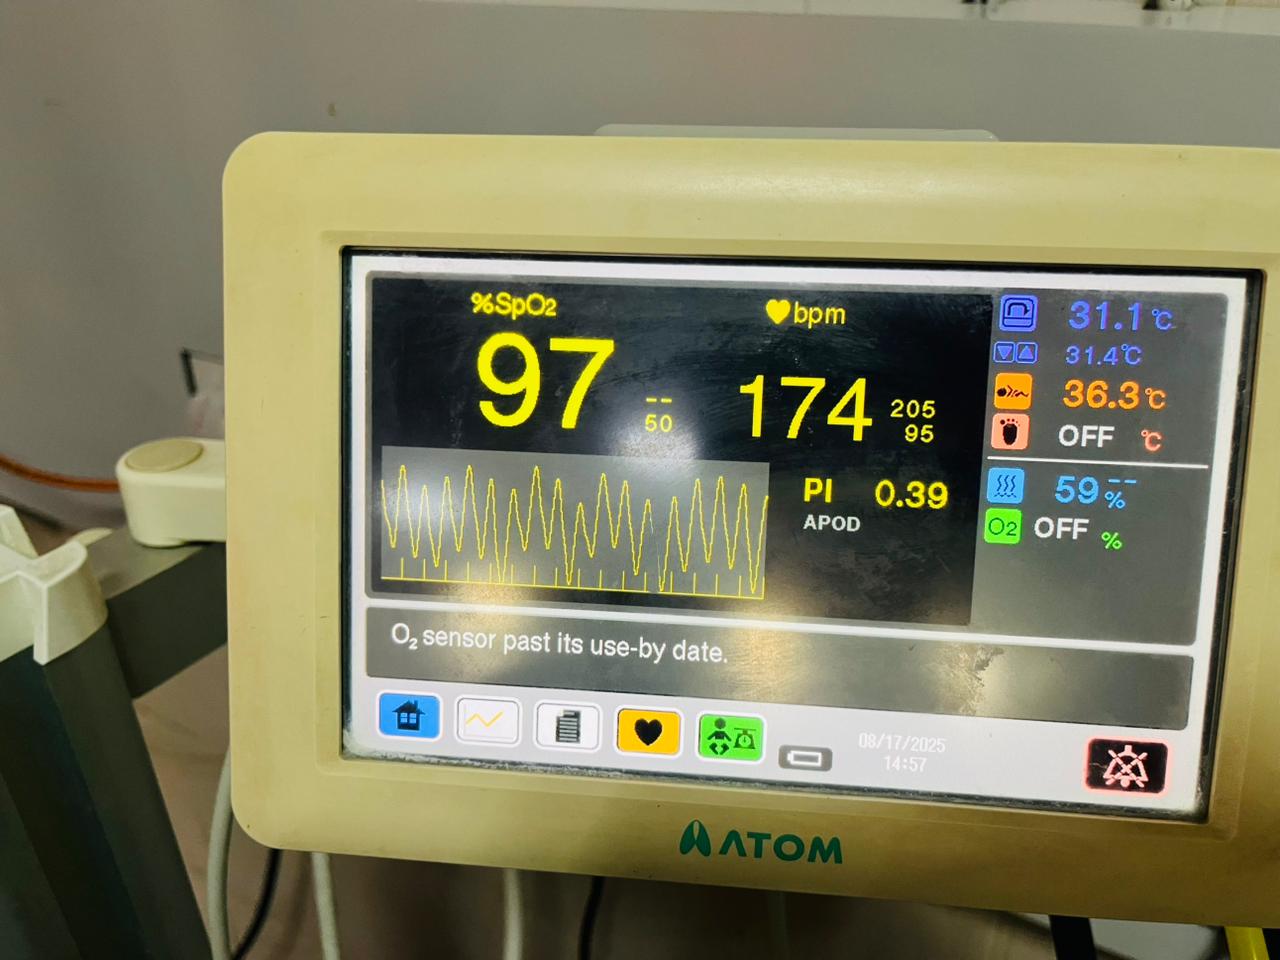 %SpO2
97
--
50
bpm
174
205
95
PI 0.39
APOD
31.1 °C
31.4°C
36.3 °C
OFF °C
59 -- %
O2 OFF %
O2 sensor past its use-by date.
08/17/2025
14:57
ATOM